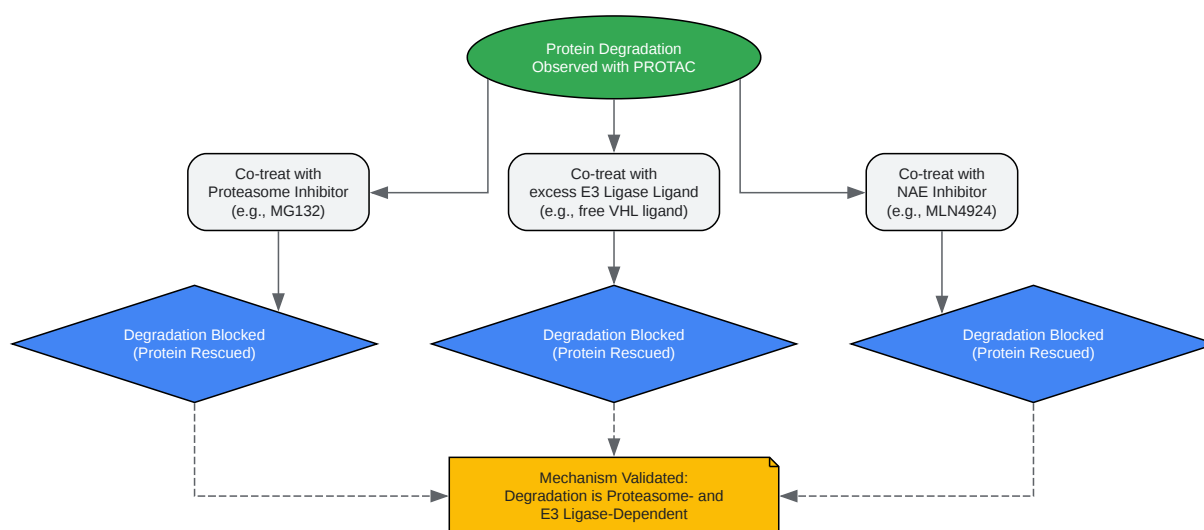 Protein Degradation
Observed with PROTAC
Co-treat with
Proteasome Inhibitor
(e.g., MG132)
Co-treat with
excess E3 Ligase Ligand
(e.g., free VHL ligand)
Co-treat with
NAE Inhibitor
(e.g., MLN4924)
Degradation Blocked
(Protein Rescued)
Degradation Blocked
(Protein Rescued)
Degradation Blocked
(Protein Rescued)
Mechanism Validated:
Degradation is Proteasome- and
E3 Ligase-Dependent